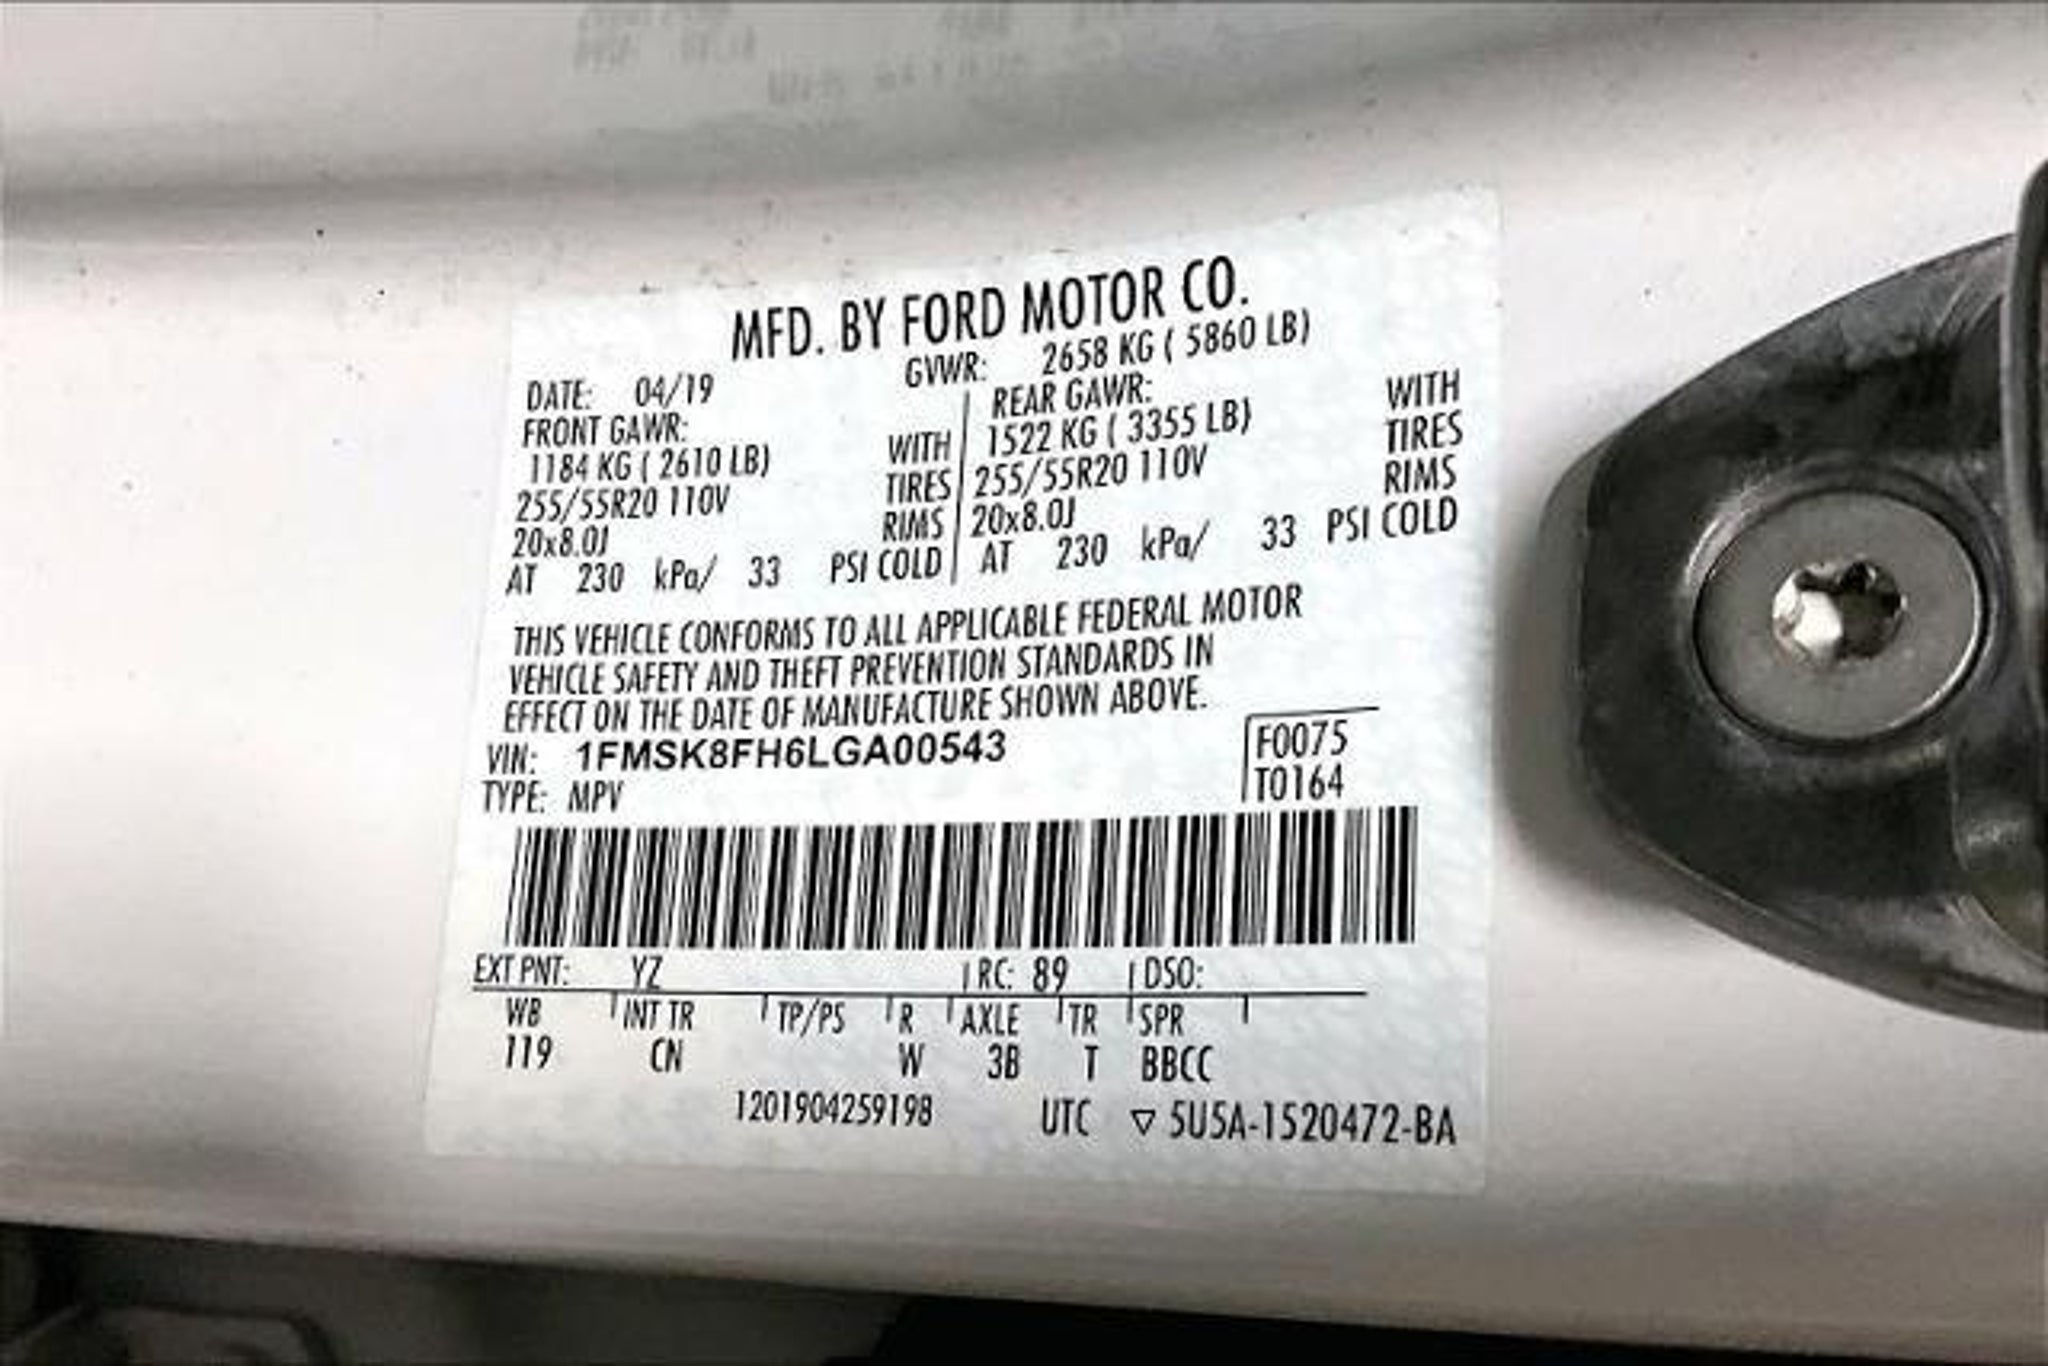 MFD. BY FORD MOTOR CO.
DATE: 04/19 GVWR: 2658 KG ( 5860 LB)
FRONT GAWR: REAR GAWR: WITH
1184 KG ( 2610 LB) WITH 1522 KG ( 3355 LB) TIRES
255/55R20 110V TIRES 255/55R20 110V RIMS
20x8.0J RIMS 20x8.0J
AT 230 kPa/ 33 PSI COLD AT 230 kPa/ 33 PSI COLD
THIS VEHICLE CONFORMS TO ALL APPLICABLE FEDERAL MOTOR
VEHICLE SAFETY AND THEFT PREVENTION STANDARDS IN
EFFECT ON THE DATE OF MANUFACTURE SHOWN ABOVE.
VIN: 1FMSK8FH6LGA00543 F0075
TYPE: MPV T0164
EXT PNT: YZ RC: 89 DSO:
WB INT TR TP/PS R AXLE TR SPR
119 CN W 3B T BBCC
1201904259198 UTC ▽ 5U5A-1520472-BA